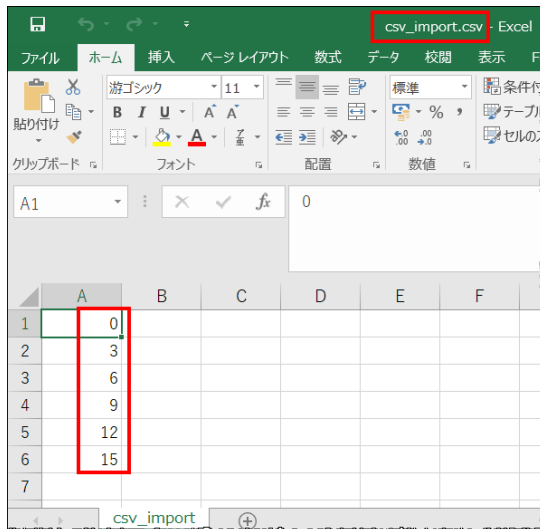 csv_import.csv - Excel
ファイル ホーム 挿入 ページレイアウト 数式 データ 校閲 表示
貼り付け 游ゴシック 11 標準 条件付
B I U A A % , テーブル
A セルのス
クリップボード フォント 配置 数値
A1 fx 0
A B C D E F
1 0
2 3
3 6
4 9
5 12
6 15
7
csv_import